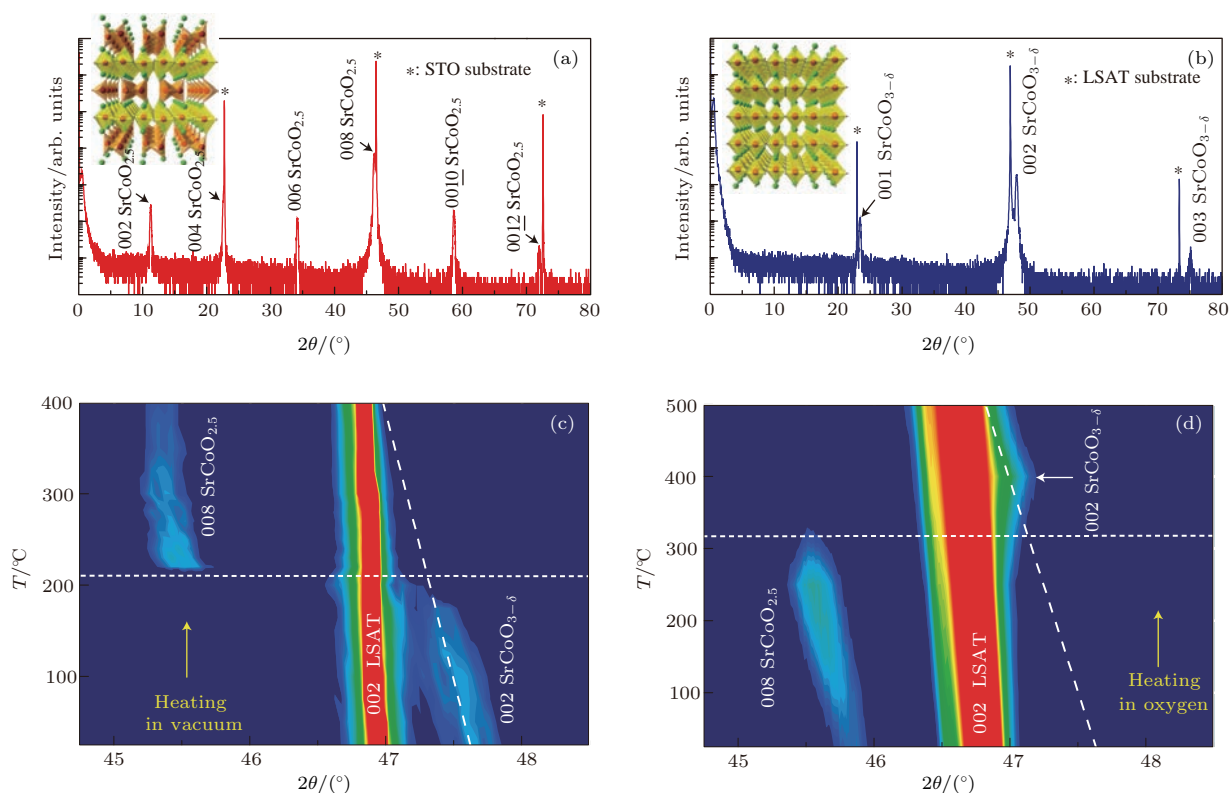 (a)
*: STO substrate
*
*
*
002 SrCoO2.5
004 SrCoO2.5
006 SrCoO2.5
008 SrCoO2.5
0010 SrCoO2.5
0012 SrCoO2.5
Intensity/arb. units
0 10 20 30 40 50 60 70 80
2θ/(°)
(b)
*: LSAT substrate
*
*
*
001 SrCoO3−δ
002 SrCoO3−δ
003 SrCoO3−δ
Intensity/arb. units
0 10 20 30 40 50 60 70 80
2θ/(°)
(c)
400
300
200
100
T/°C
008 SrCoO2.5
002 LSAT
002 SrCoO3−δ
Heating
in vacuum
45 46 47
2θ/(°)
(d)
500
400
300
200
100
T/°C
002 SrCoO3−δ
008 SrCoO2.5
002 LSAT
Heating
in oxygen
45 46 47 48
2θ/(°)